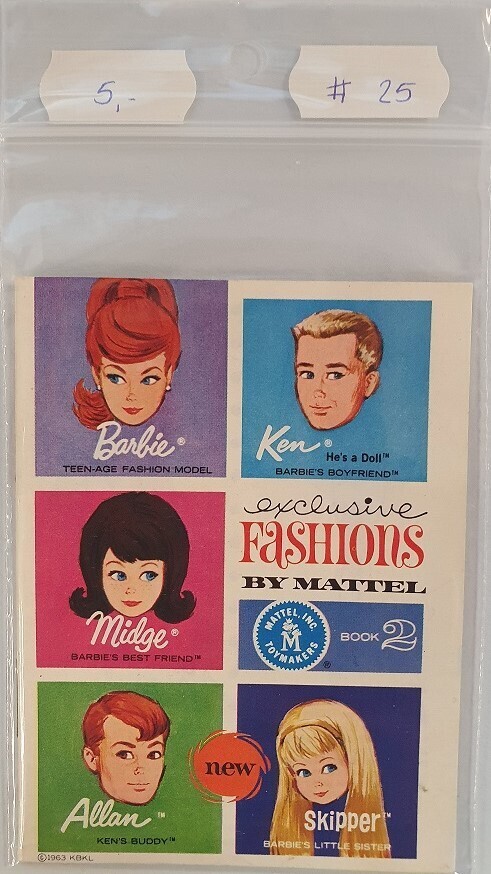 5,-
# 25
Barbie®
TEEN-AGE FASHION MODEL
Ken®
He's a Doll™
BARBIE'S BOYFRIEND™
Midge®
BARBIE'S BEST FRIEND™
exclusive
FASHIONS
BY MATTEL
MATTEL, INC.
M
TOYMAKERS
®
BOOK 2
Allan™
KEN'S BUDDY™
new
Skipper™
BARBIE'S LITTLE SISTER
©1963 KBKL